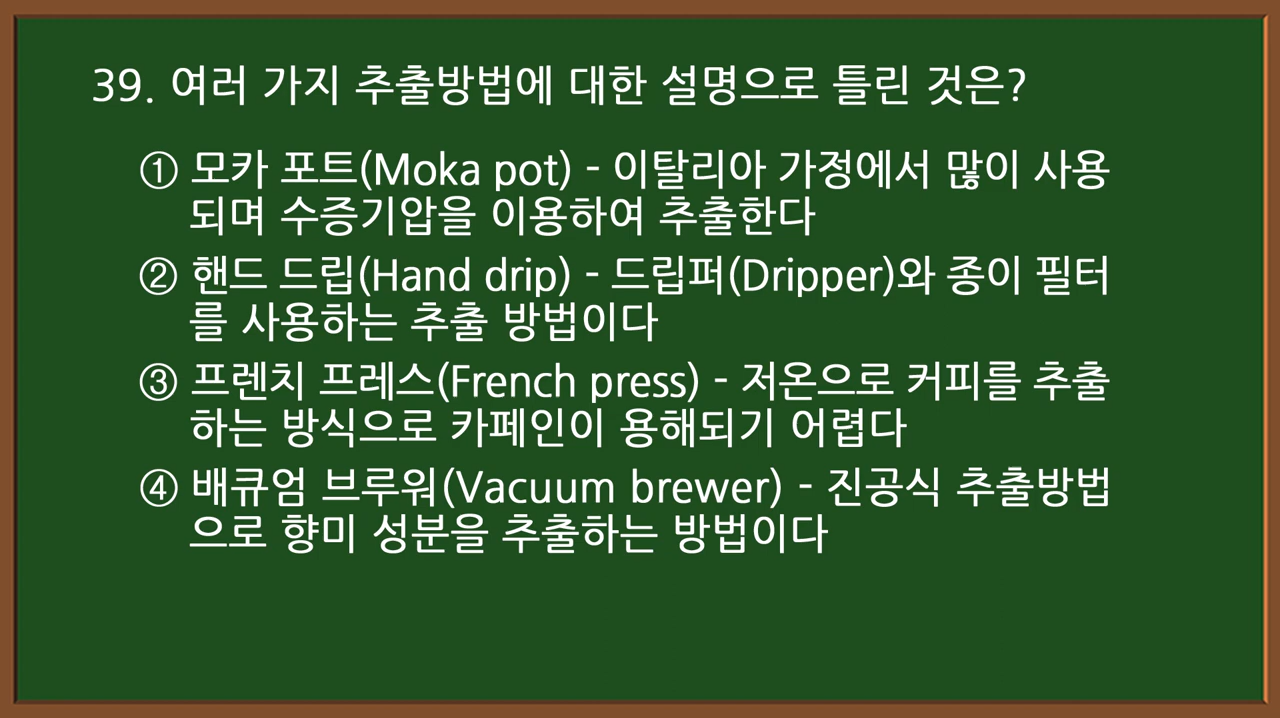 39. 여러 가지 추출방법에 대한 설명으로 틀린 것은?
① 모카 포트(Moka pot) - 이탈리아 가정에서 많이 사용
되며 수증기압을 이용하여 추출한다
② 핸드 드립(Hand drip) - 드립퍼(Dripper)와 종이 필터
를 사용하는 추출 방법이다
③ 프렌치 프레스(French press) - 저온으로 커피를 추출
하는 방식으로 카페인이 용해되기 어렵다
④ 배큐엄 브루워(Vacuum brewer) - 진공식 추출방법
으로 향미 성분을 추출하는 방법이다